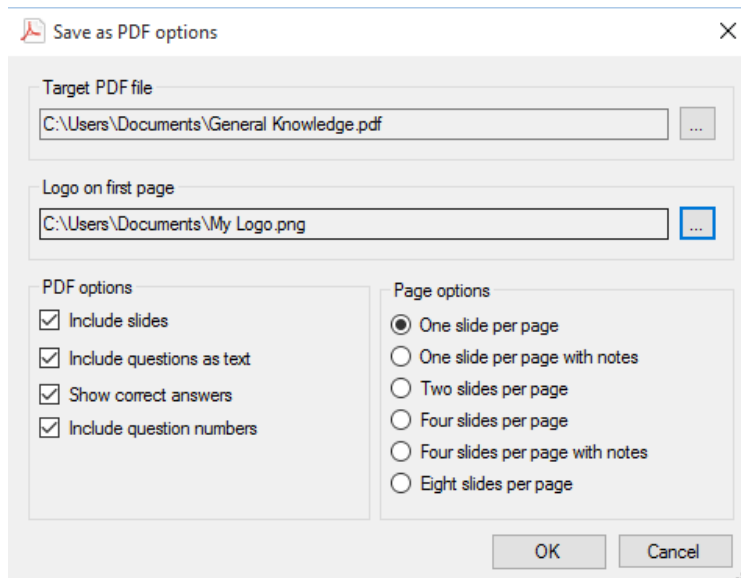 Save as PDF options
Target PDF file
C:\Users\Documents\General Knowledge.pdf
...
Logo on first page
C:\Users\Documents\My Logo.png
...
PDF options
Include slides
Include questions as text
Show correct answers
Include question numbers
Page options
One slide per page
One slide per page with notes
Two slides per page
Four slides per page
Four slides per page with notes
Eight slides per page
OK
Cancel